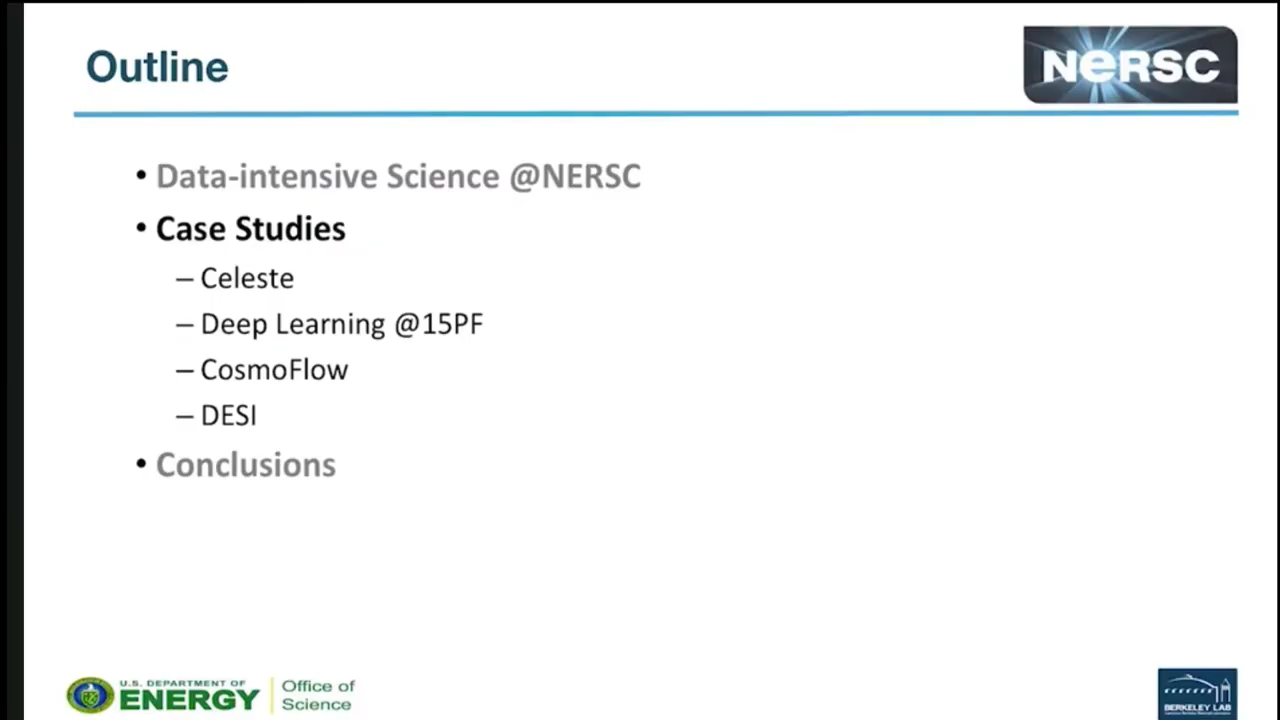 Outline
NERSC
• Data-intensive Science @NERSC
• Case Studies
– Celeste
– Deep Learning @15PF
– CosmoFlow
– DESI
• Conclusions
U.S. DEPARTMENT OF
ENERGY
Office of
Science
BERKELEY LAB